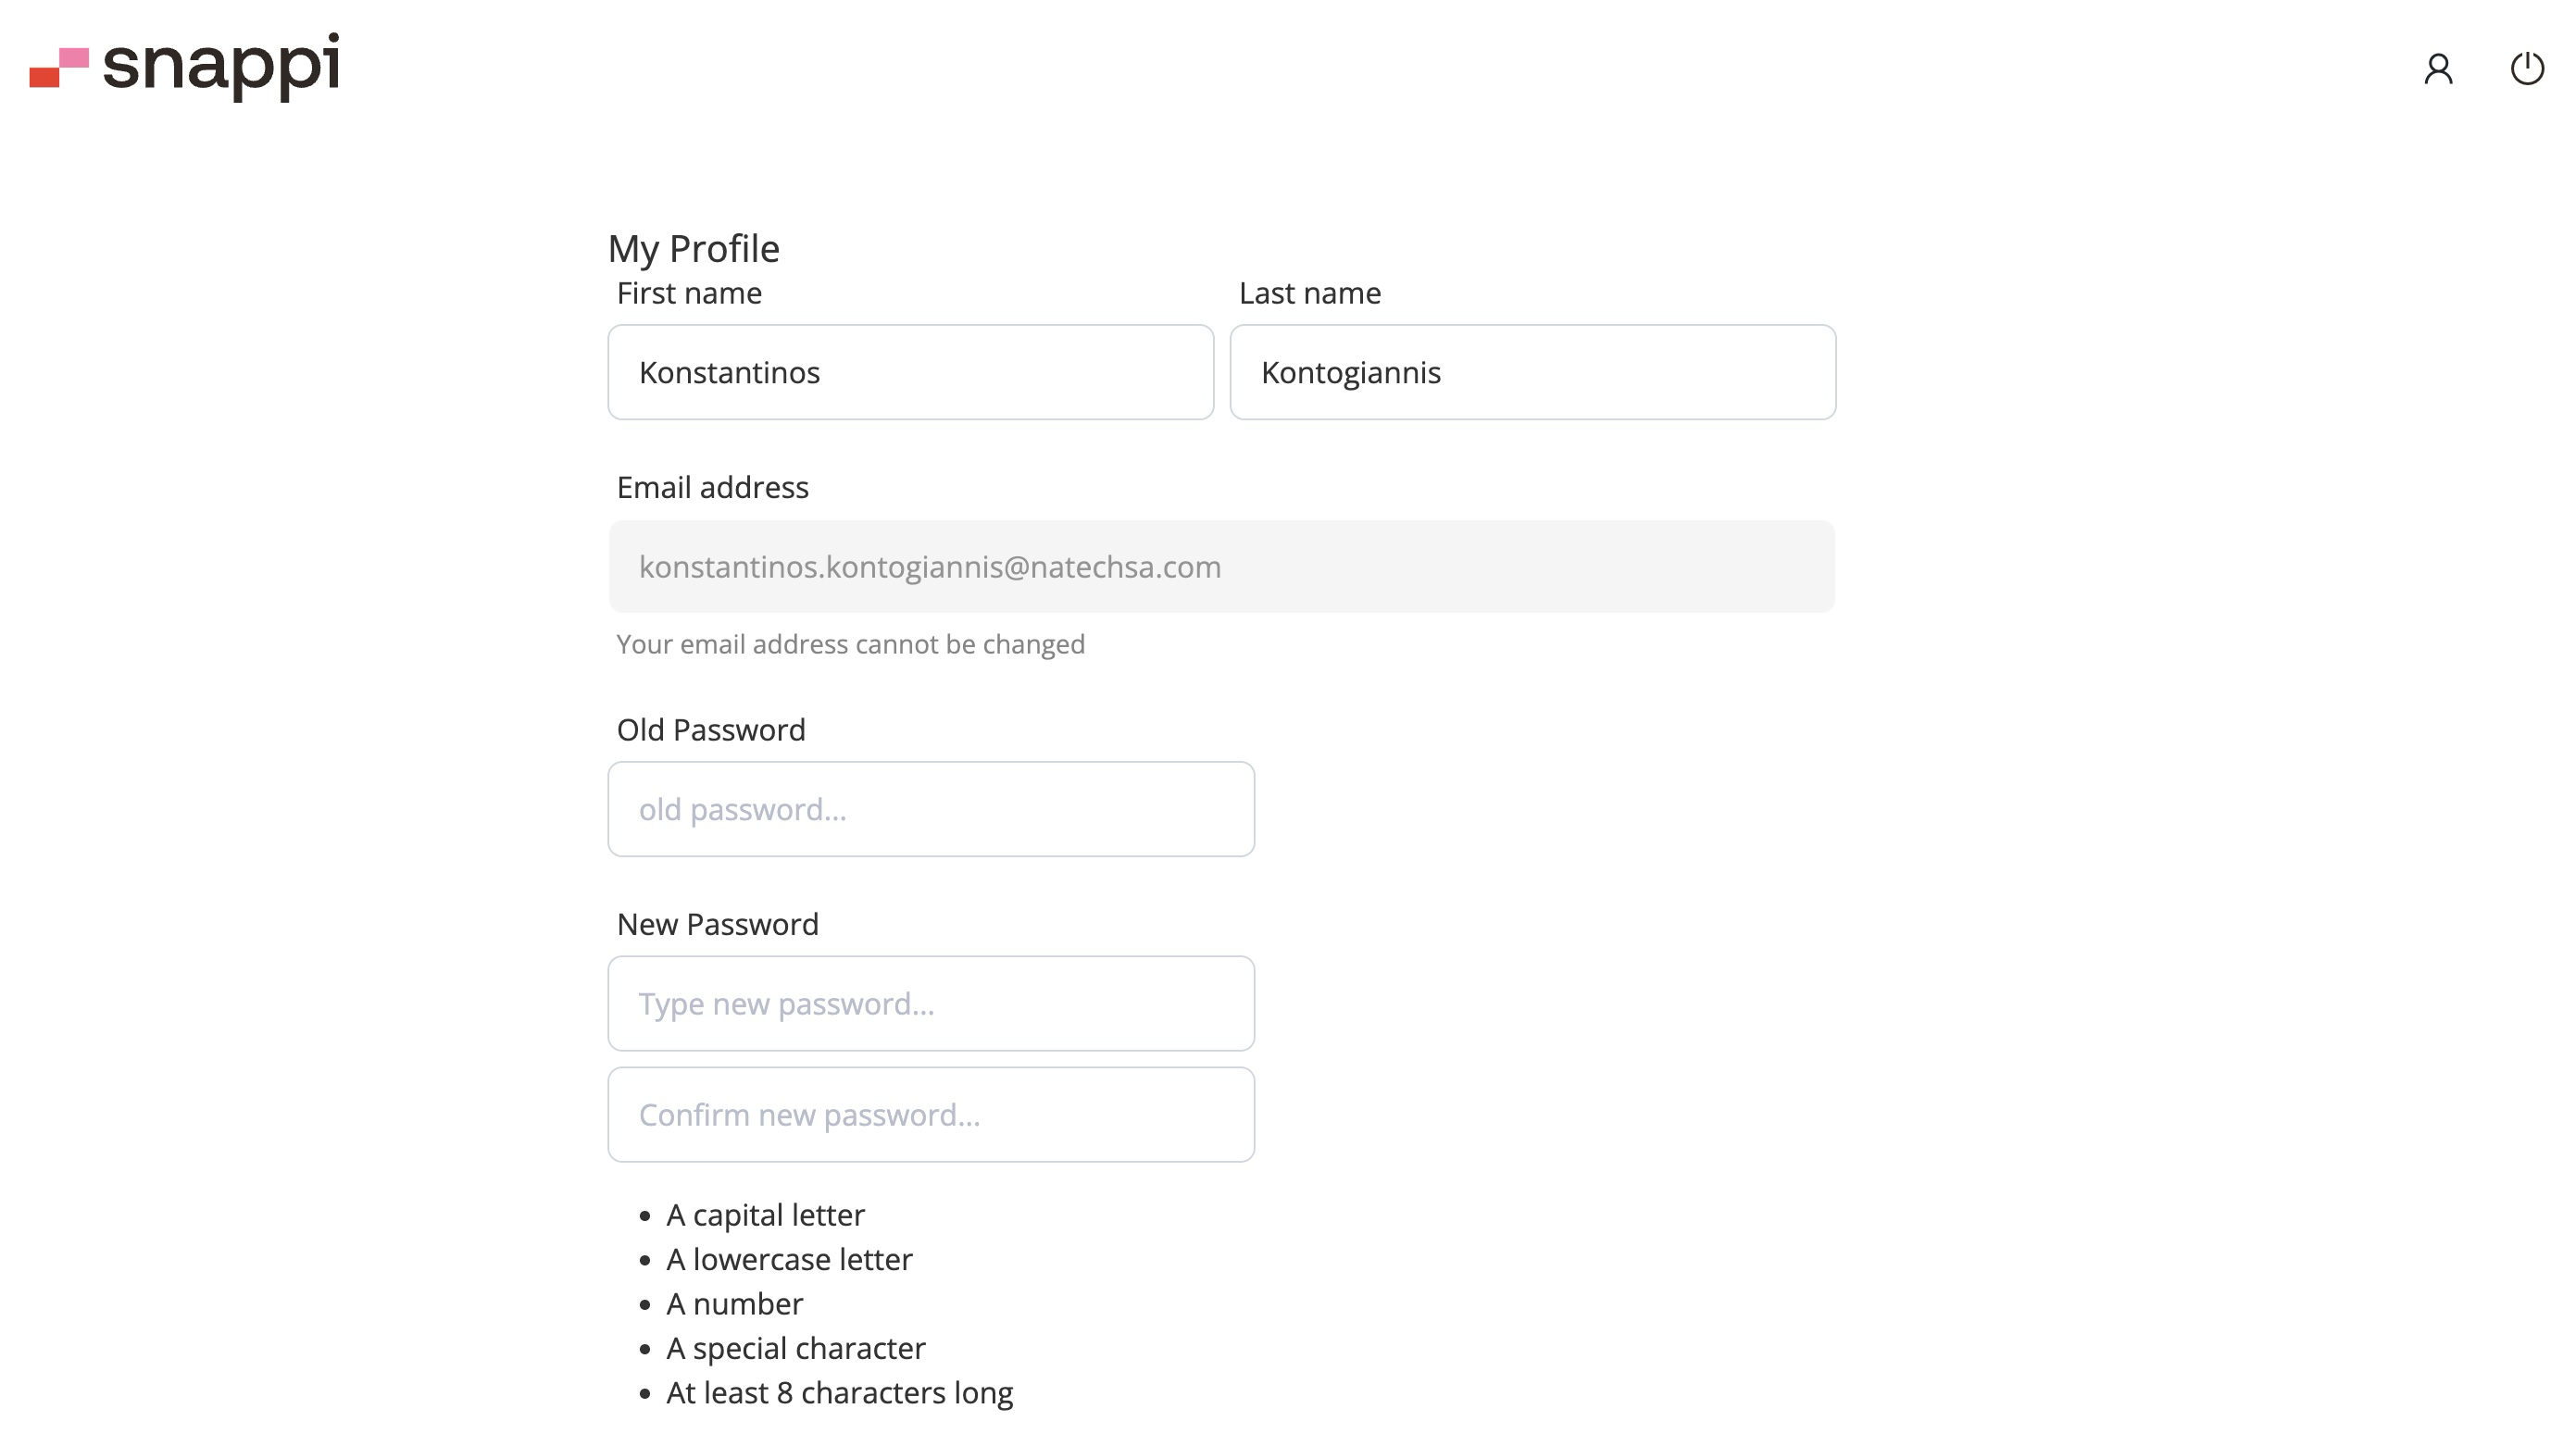 snappi
My Profile
First name
Last name
Konstantinos
Kontogiannis
Email address
konstantinos.kontogiannis@natechsa.com
Your email address cannot be changed
Old Password
old password...
New Password
Type new password...
Confirm new password...
• A capital letter
• A lowercase letter
• A number
• A special character
• At least 8 characters long